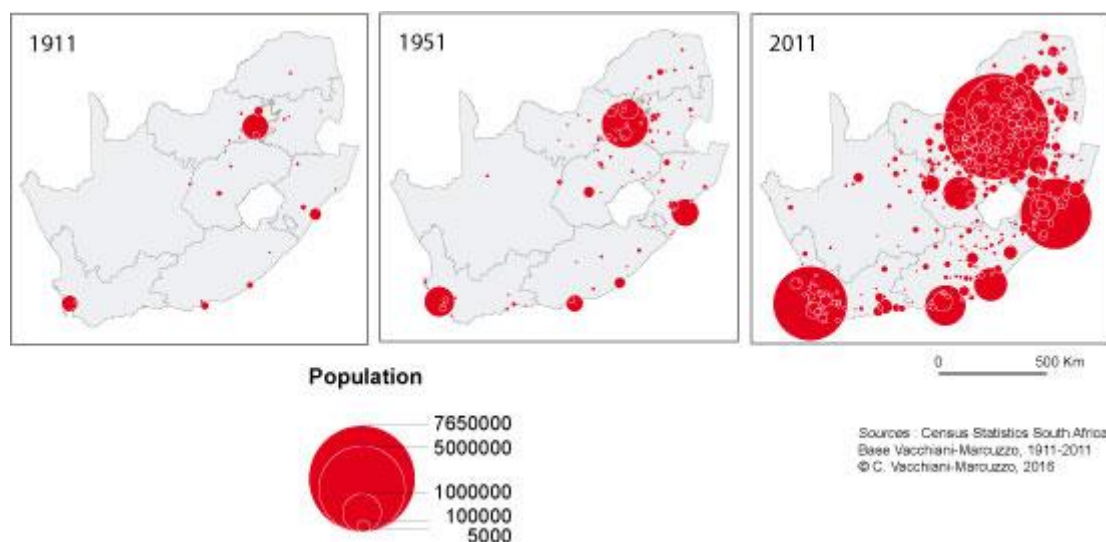 1911
1951
2011
0 500 Km
Population
7650000
5000000
1000000
100000
5000
Sources : Census Statistics South Africa
Base Vacchiani-Marcuzzo, 1911-2011
© C. Vacchiani-Marcuzzo, 2016